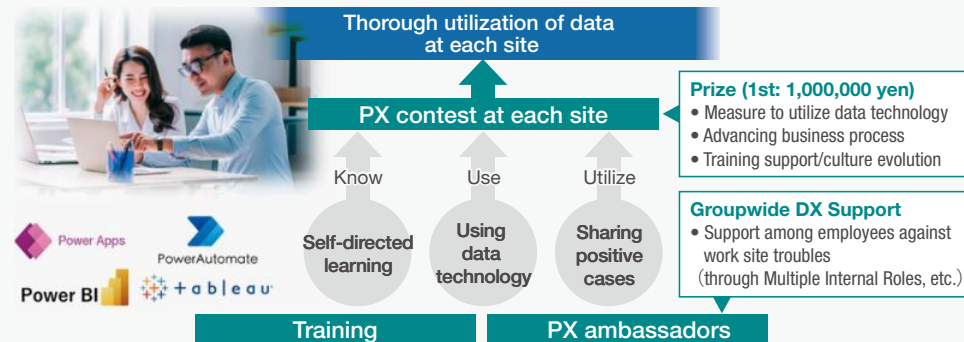 Thorough utilization of data
at each site
PX contest at each site
Prize (1st: 1,000,000 yen)
• Measure to utilize data technology
• Advancing business process
• Training support/culture evolution
Know
Use
Utilize
Self-directed
learning
Using
data
technology
Sharing
positive
cases
Groupwide DX Support
• Support among employees against
work site troubles
(through Multiple Internal Roles, etc.)
Power Apps
PowerAutomate
Power BI
+ a b l e a u
Training
PX ambassadors